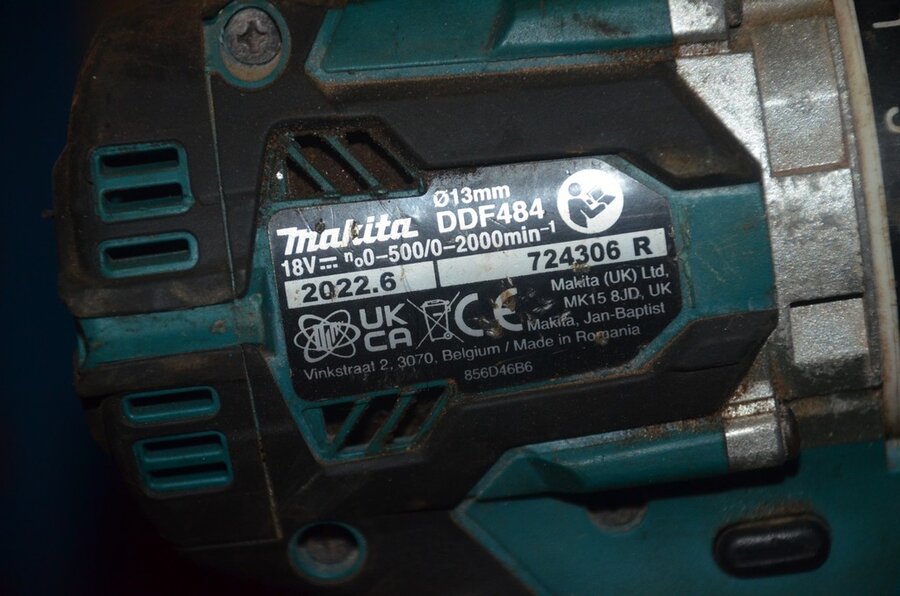 Ø13mm
makita DDF484
18V⎓ n₀0-500/0-2000min⁻¹
2022.6 724306 R
Makita (UK) Ltd,
UK CA CE MK15 8JD, UK
Makita, Jan-Baptist
Vinkstraat 2, 3070, Belgium / Made in Romania
856D46B6